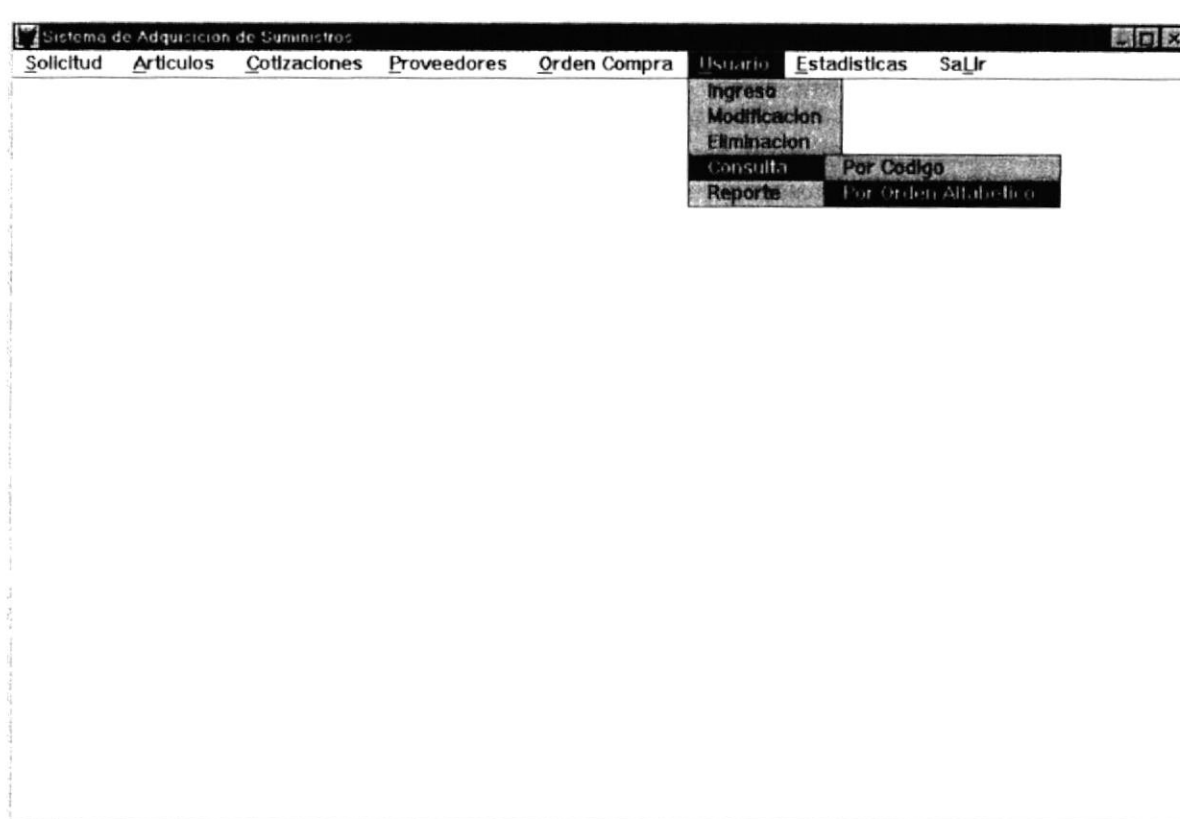 Sistema de Adquisicion de Suministros
Solicitud Articulos Cotizaciones Proveedores Orden Compra Usuario Estadisticas SaLir
Ingreso
Modificacion
Eliminacion
Consulta Por Codigo
Reporte Por Orden Alfabetico